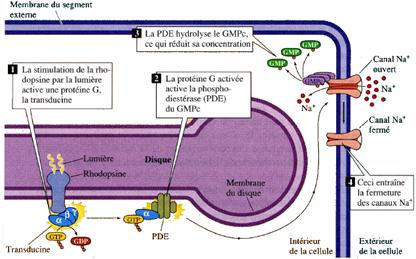 Membrane du segment
externe
3 La PDE hydrolyse le GMPc,
ce qui réduit sa concentration
1 La stimulation de la rho-
dopsine par la lumière
active une protéine G,
la transducine
2 La protéine G activée
active la phospho-
diestérase (PDE)
du GMPc
GMP
GMP
GMP
GMPc
Canal Na+
ouvert
Na+
Na+
Canal Na+
fermé
4 Ceci entraîne
la fermeture
des canaux Na+
Lumière
Rhodopsine
Disque
Membrane
du disque
α
β
γ
GTP
GDP
Transducine
α
GTP
PDE
Intérieur
de la cellule
Extérieur
de la cellule